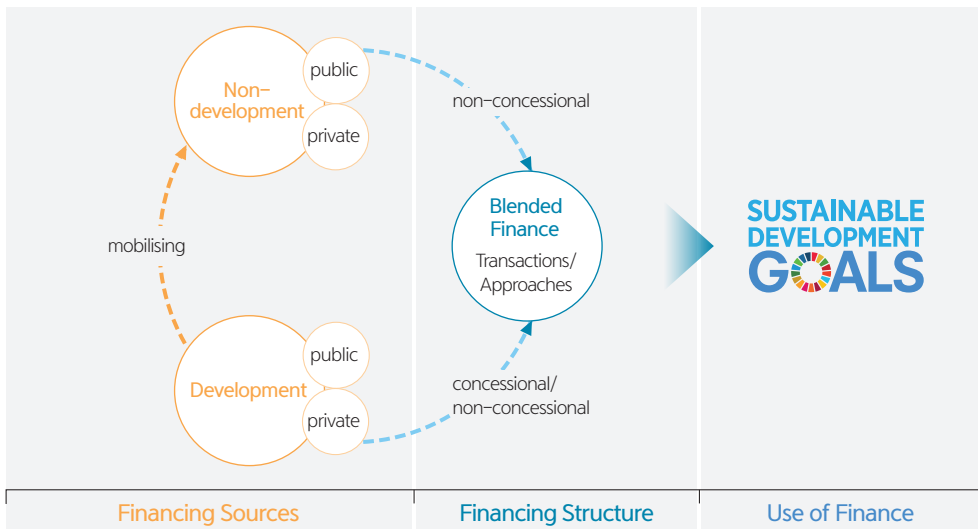 Non-
development
public
private
non-concessional
mobilising
Blended
Finance
Transactions/
Approaches
SUSTAINABLE
DEVELOPMENT
GOALS
Development
public
private
concessional/
non-concessional
Financing Sources
Financing Structure
Use of Finance